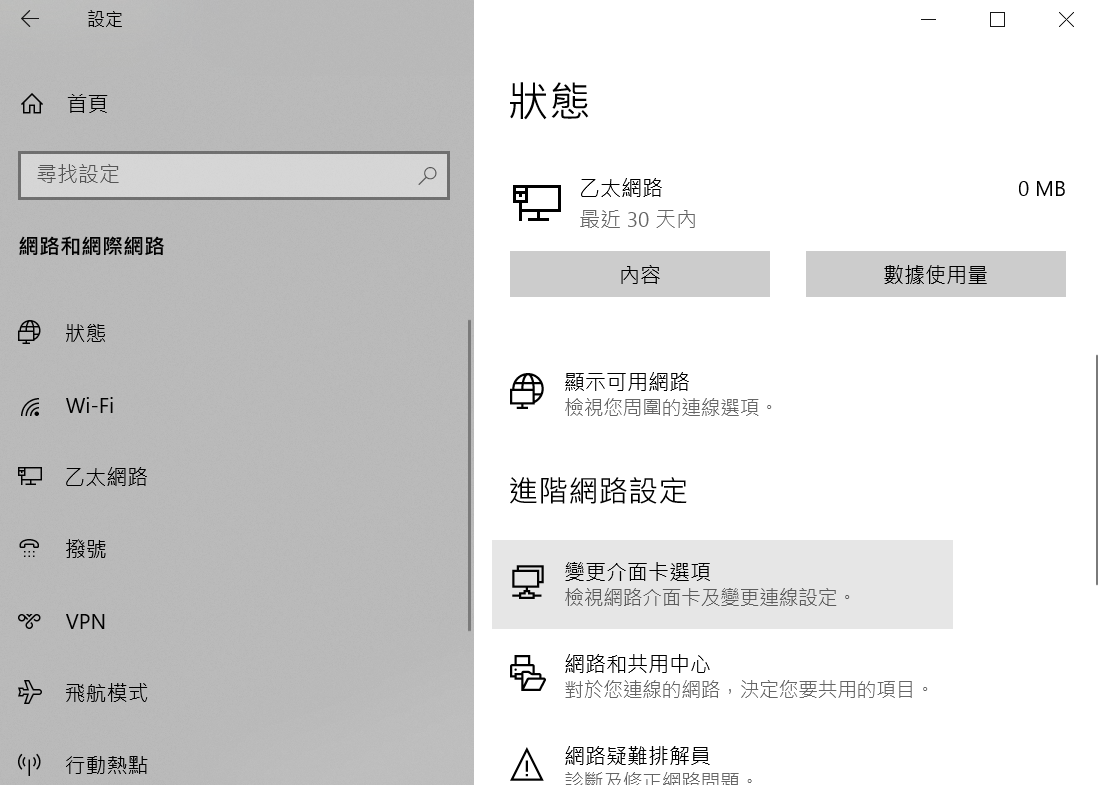 設定
首頁
尋找設定
網路和網際網路
狀態
Wi-Fi
乙太網路
撥號
VPN
飛航模式
行動熱點
狀態
乙太網路
0 MB
最近 30 天內
內容
數據使用量
顯示可用網路
檢視您周圍的連線選項。
進階網路設定
變更介面卡選項
檢視網路介面卡及變更連線設定。
網路和共用中心
對於您連線的網路，決定您要共用的項目。
網路疑難排解員
診斷及修正網路問題。